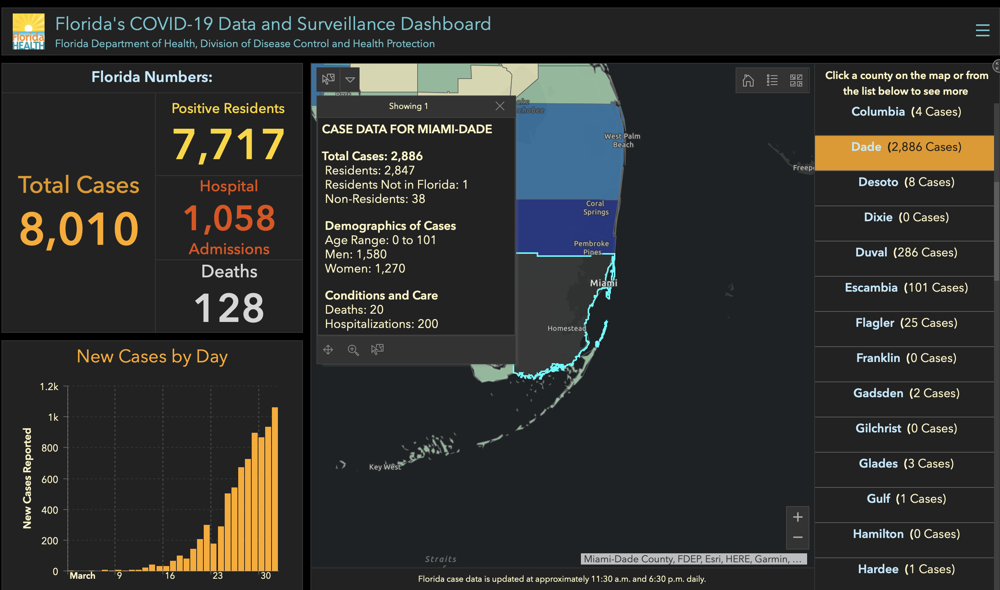 Florida HEALTH
Florida's COVID-19 Data and Surveillance Dashboard
Florida Department of Health, Division of Disease Control and Health Protection
Florida Numbers:
Total Cases
8,010
Positive Residents
7,717
Hospital
1,058
Admissions
Deaths
128
New Cases by Day
New Cases Reported
1.2k
1k
800
600
400
200
0
March
9
16
23
30
Port
Showing 1
CASE DATA FOR MIAMI-DADE
Total Cases: 2,886
Residents: 2,847
Residents Not in Florida: 1
Non-Residents: 38
Demographics of Cases
Age Range: 0 to 101
Men: 1,580
Women: 1,270
Conditions and Care
Deaths: 20
Hospitalizations: 200
West Palm
Beach
Coral
Springs
Pembroke
Pines
Miami
Homestead
Key West
Straits
Miami-Dade County, FDEP, Esri, HERE, Garmin, ...
Florida case data is updated at approximately 11:30 a.m. and 6:30 p.m. daily.
Click a county on the map or from
the list below to see more
Columbia (4 Cases)
Dade (2,886 Cases)
Desoto (8 Cases)
Dixie (0 Cases)
Duval (286 Cases)
Escambia (101 Cases)
Flagler (25 Cases)
Franklin (0 Cases)
Gadsden (2 Cases)
Gilchrist (0 Cases)
Glades (3 Cases)
Gulf (1 Cases)
Hamilton (0 Cases)
Hardee (1 Cases)